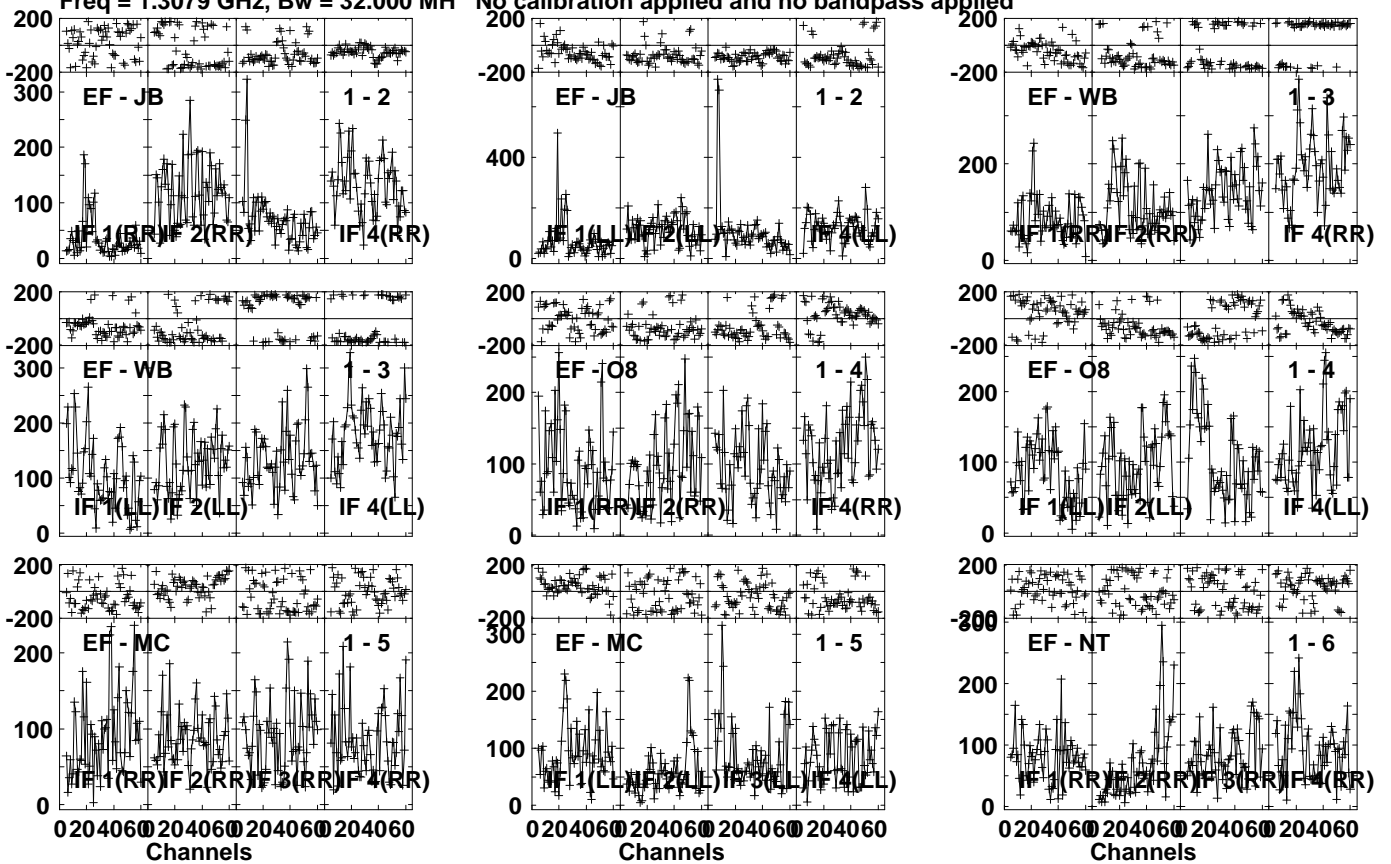 Freq = 1.3079 GHz, Bw = 32.000 MH No calibration applied and no bandpass applied
200
-200
300
200
100
0
EF - JB 1 - 2
IF 1(RR) IF 2(RR) IF 4(RR)
400
0
EF - JB 1 - 2
IF 1(LL) IF 2(LL) IF 4(LL)
200
-200
200
0
EF - WB 1 - 3
IF 1(RR) IF 2(RR) IF 4(RR)
200
-200
300
200
100
0
EF - WB 1 - 3
IF 1(LL) IF 2(LL) IF 4(LL)
200
-200
200
100
0
EF - O8 1 - 4
IF 1(RR) IF 2(RR) IF 4(RR)
200
-200
200
100
0
EF - O8 1 - 4
IF 1(LL) IF 2(LL) IF 4(LL)
200
-200
200
100
0
EF - MC 1 - 5
IF 1(RR) IF 2(RR) IF 3(RR) IF 4(RR)
0 20 40 60 0 20 40 60 0 20 40 60 0 20 40 60
Channels
200
-200
300
200
100
0
EF - MC 1 - 5
IF 1(LL) IF 2(LL) IF 3(LL) IF 4(LL)
0 20 40 60 0 20 40 60 0 20 40 60 0 20 40 60
Channels
200
-200
300
200
100
0
EF - NT 1 - 6
IF 1(RR) IF 2(RR) IF 3(RR) IF 4(RR)
0 20 40 60 0 20 40 60 0 20 40 60 0 20 40 60
Channels